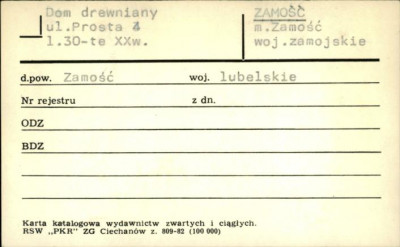 Dom drewniany
ul.Prosta 4
l.30-te XXw.
ZAMOŚĆ
m.Zamość
woj.zamojskie
d.pow. Zamość woj. lubelskie
Nr rejestru z dn.
ODZ
BDZ
Karta katalogowa wydawnictw zwartych i ciągłych.
RSW „PKR" ZG Ciechanów z. 809-82 (100 000)